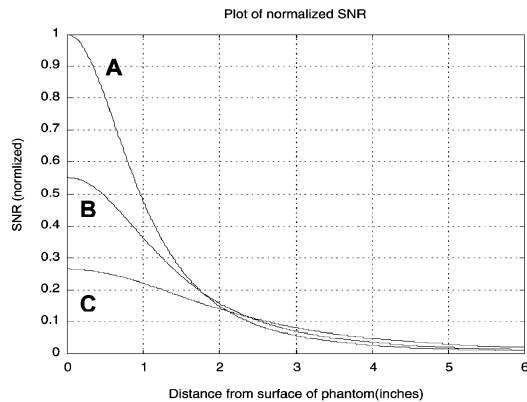 Plot of normalized SNR
1
0.9
0.8
0.7
0.6
0.5
0.4
0.3
0.2
0.1
0
SNR (normlized)
A
B
C
0 1 2 3 4 5 6
Distance from surface of phantom(inches)